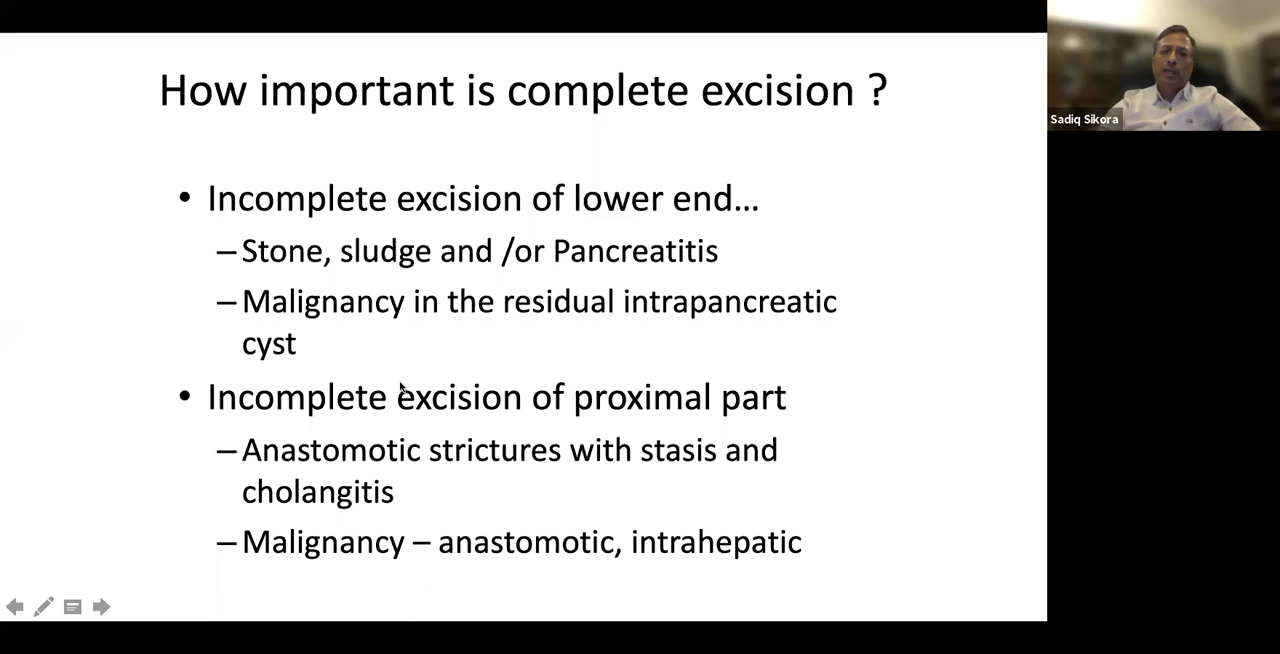 How important is complete excision ?
Sadiq Sikora
• Incomplete excision of lower end...
– Stone, sludge and /or Pancreatitis
– Malignancy in the residual intrapancreatic
cyst
• Incomplete excision of proximal part
– Anastomotic strictures with stasis and
cholangitis
– Malignancy – anastomotic, intrahepatic